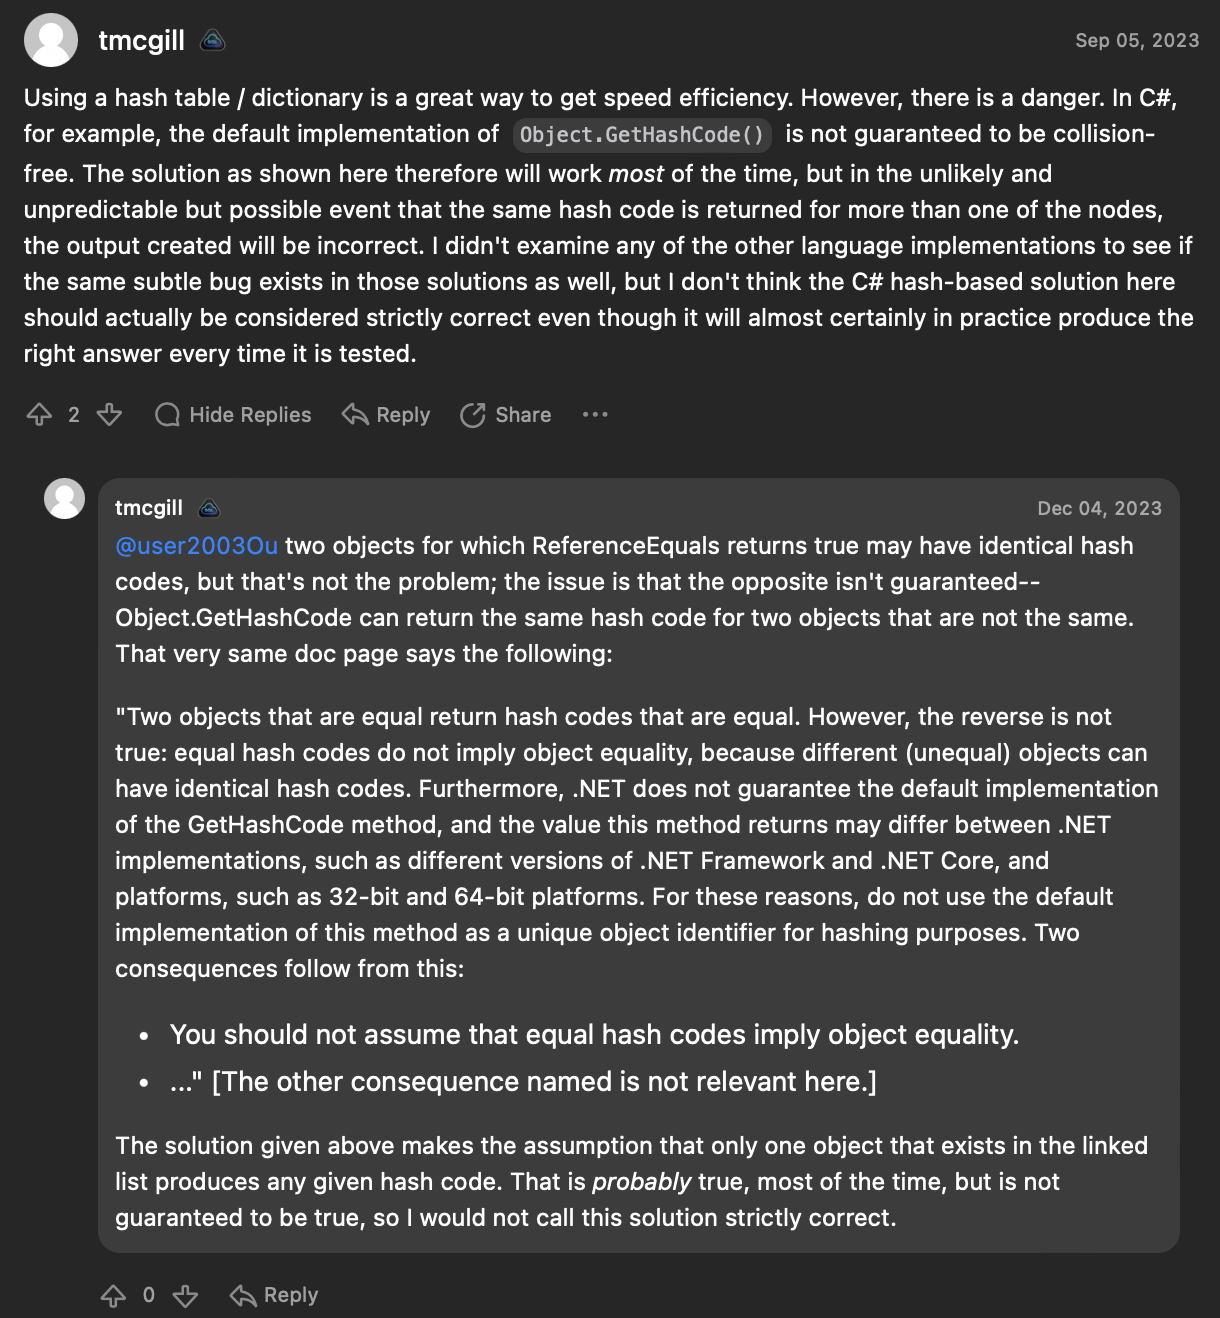 tmcgill
Sep 05, 2023
Using a hash table / dictionary is a great way to get speed efficiency. However, there is a danger. In C#,
for example, the default implementation of Object.GetHashCode() is not guaranteed to be collision-
free. The solution as shown here therefore will work most of the time, but in the unlikely and
unpredictable but possible event that the same hash code is returned for more than one of the nodes,
the output created will be incorrect. I didn't examine any of the other language implementations to see if
the same subtle bug exists in those solutions as well, but I don't think the C# hash-based solution here
should actually be considered strictly correct even though it will almost certainly in practice produce the
right answer every time it is tested.
2 Hide Replies Reply Share ...
tmcgill
Dec 04, 2023
@user2003Ou two objects for which ReferenceEquals returns true may have identical hash
codes, but that's not the problem; the issue is that the opposite isn't guaranteed--
Object.GetHashCode can return the same hash code for two objects that are not the same.
That very same doc page says the following:
"Two objects that are equal return hash codes that are equal. However, the reverse is not
true: equal hash codes do not imply object equality, because different (unequal) objects can
have identical hash codes. Furthermore, .NET does not guarantee the default implementation
of the GetHashCode method, and the value this method returns may differ between .NET
implementations, such as different versions of .NET Framework and .NET Core, and
platforms, such as 32-bit and 64-bit platforms. For these reasons, do not use the default
implementation of this method as a unique object identifier for hashing purposes. Two
consequences follow from this:
• You should not assume that equal hash codes imply object equality.
• ..." [The other consequence named is not relevant here.]
The solution given above makes the assumption that only one object that exists in the linked
list produces any given hash code. That is probably true, most of the time, but is not
guaranteed to be true, so I would not call this solution strictly correct.
0 Reply